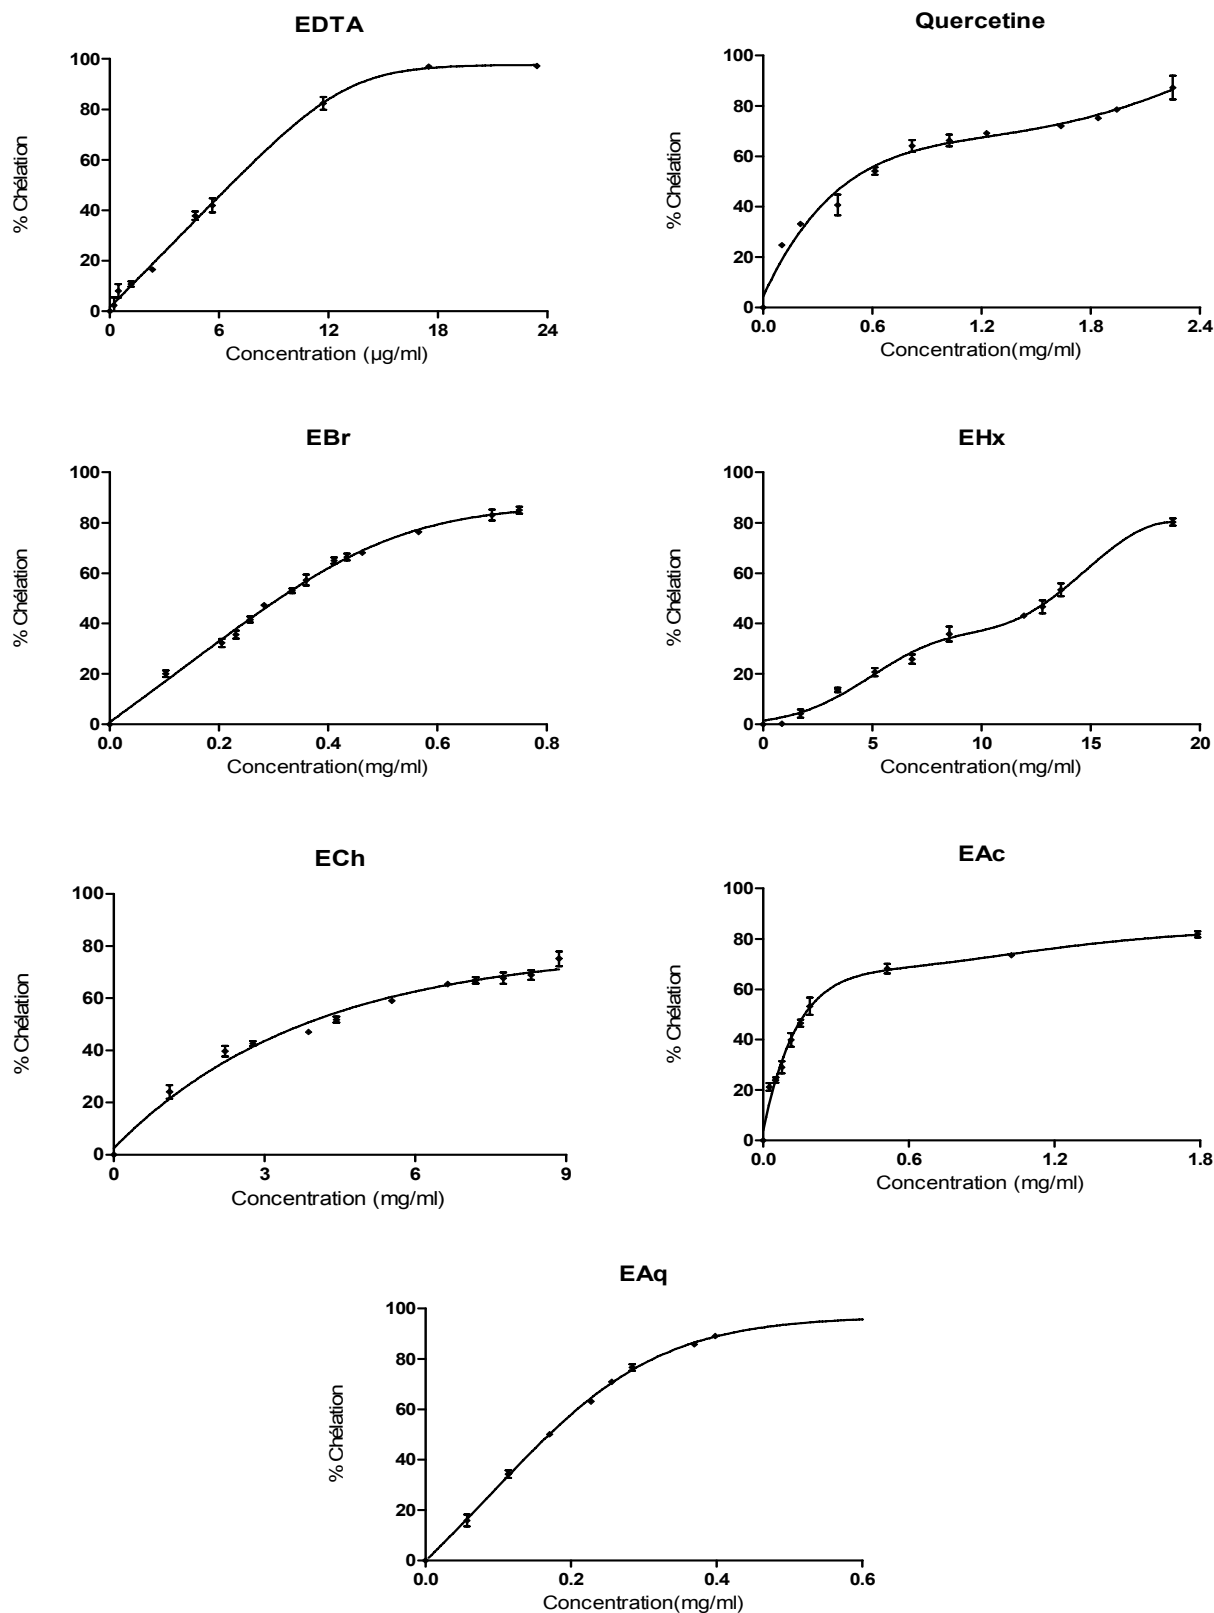 EDTA
100
80
60
40
20
0
% Chélation
0 6 12 18 24
Concentration (µg/ml)
Quercetine
100
80
60
40
20
0
% Chélation
0.0 0.6 1.2 1.8 2.4
Concentration(mg/ml)
EBr
100
80
60
40
20
0
% Chélation
0.0 0.2 0.4 0.6 0.8
Concentration(mg/ml)
EHx
100
80
60
40
20
0
% Chélation
0 5 10 15 20
Concentration(mg/ml)
ECh
100
80
60
40
20
0
% Chélation
0 3 6 9
Concentration (mg/ml)
EAc
100
80
60
40
20
0
% Chélation
0.0 0.6 1.2 1.8
Concentration (mg/ml)
EAq
100
80
60
40
20
0
% Chélation
0.0 0.2 0.4 0.6
Concentration(mg/ml)